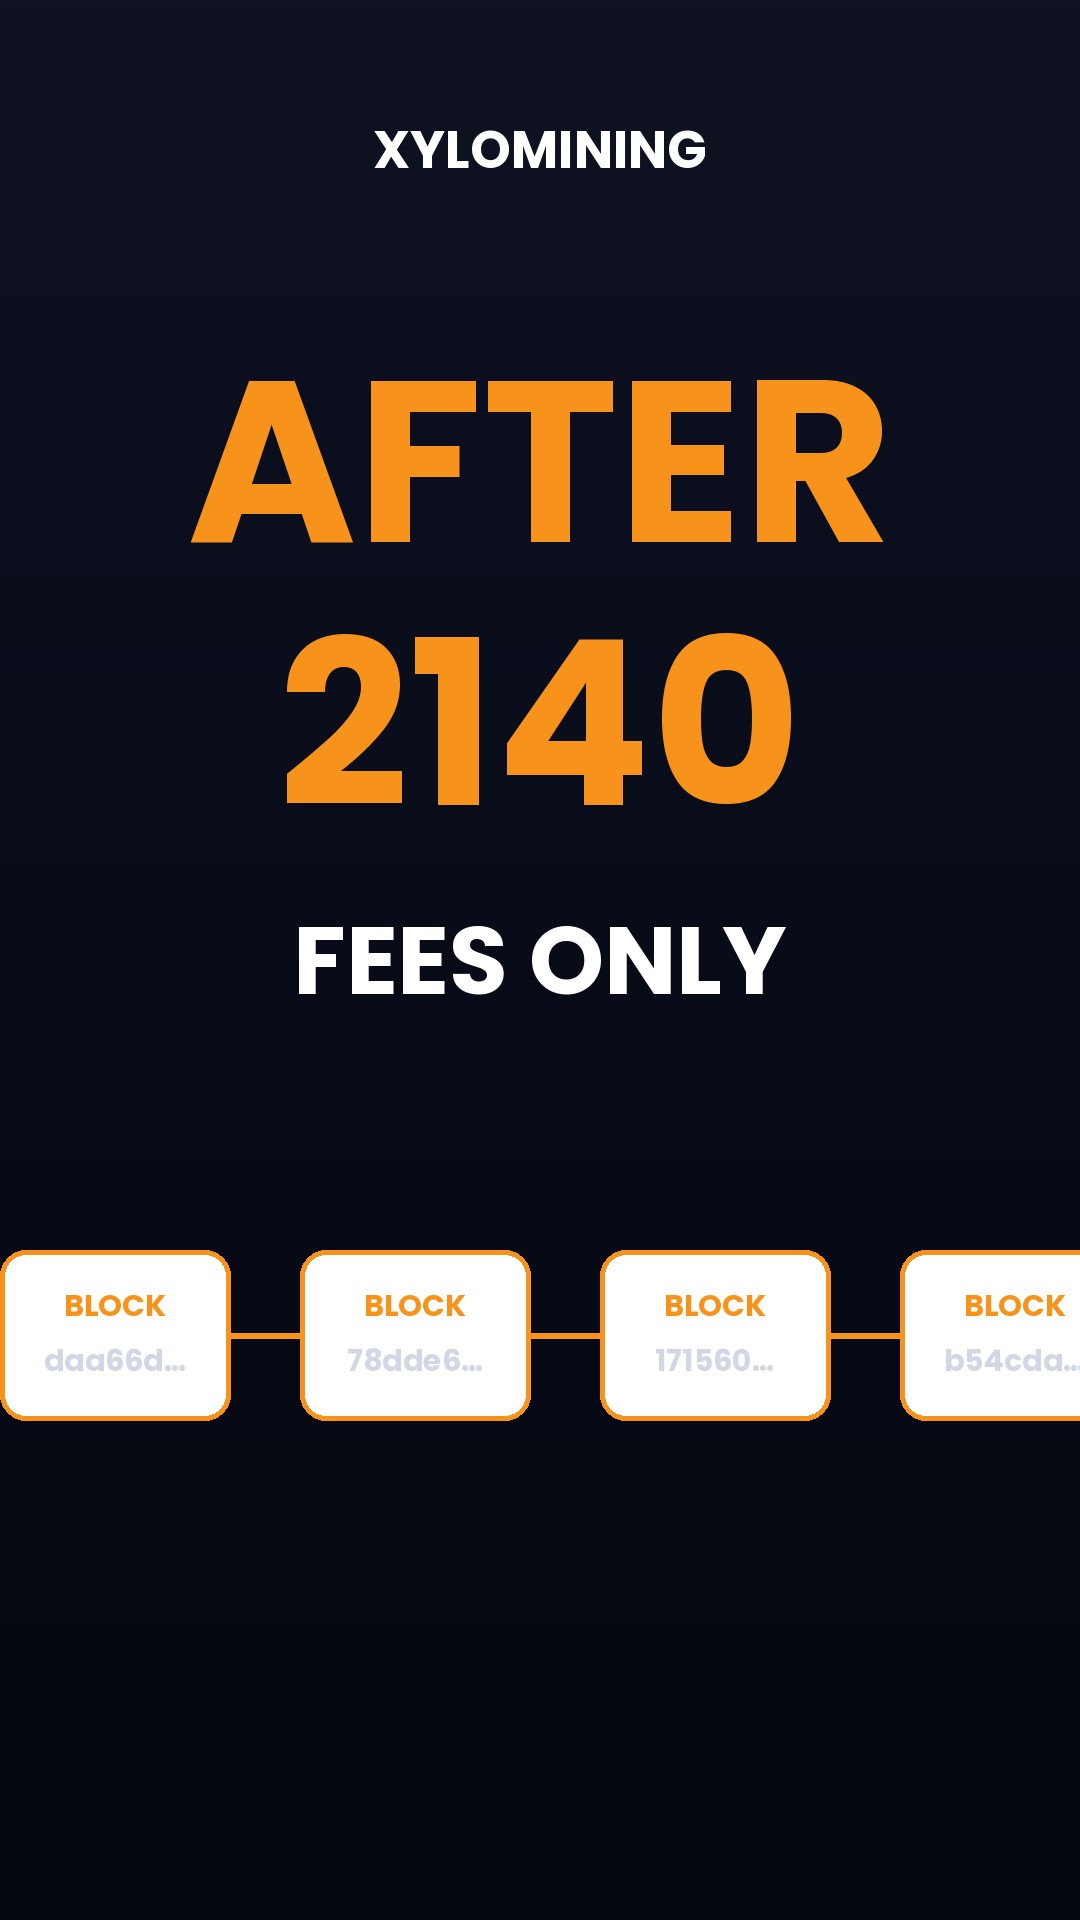 XYLOMINING
AFTER
2140
FEES ONLY
BLOCK
daa66d...
BLOCK
78dde6...
BLOCK
171560...
BLOCK
b54cda...